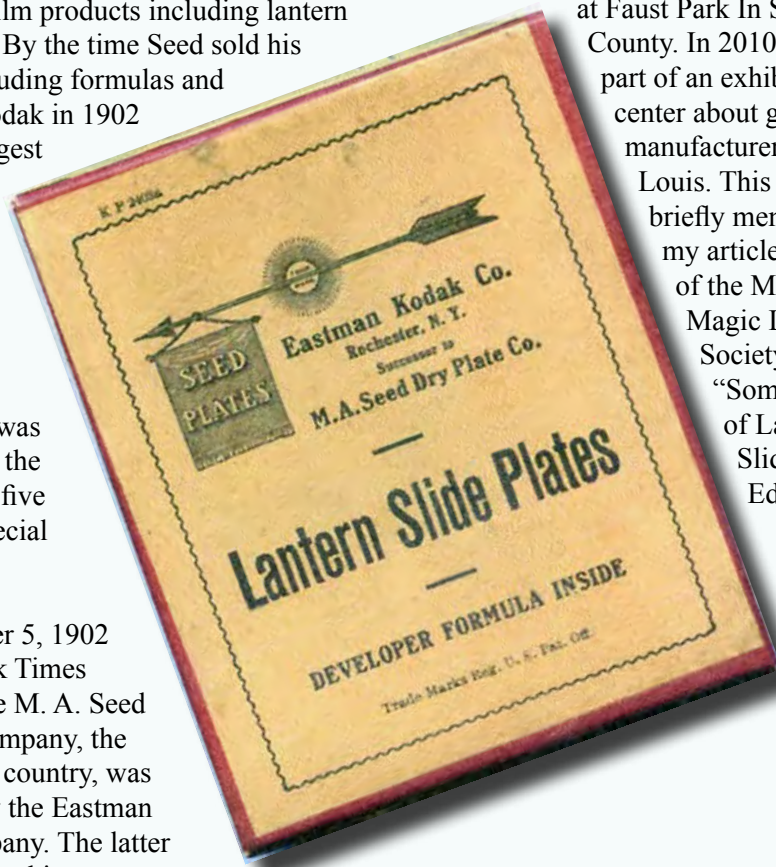 ilm products including lantern
By the time Seed sold his
uding formulas and
odak in 1902
gest
was
the
five
ecial
er 5, 1902
k Times
e M. A. Seed
mpany, the
country, was
the Eastman
pany. The latter
at Faust Park In S
County. In 2010
part of an exhib
center about g
manufacturer
Louis. This
briefly men
my article
of the M
Magic L
Society
“Som
of La
Slid
Ed
SEED
PLATES
Eastman Kodak Co.
Rochester, N. Y.
Successor to
M.A.Seed Dry Plate Co.
Lantern Slide Plates
DEVELOPER FORMULA INSIDE
Trade Marks Reg. U. S. Pat. Off.